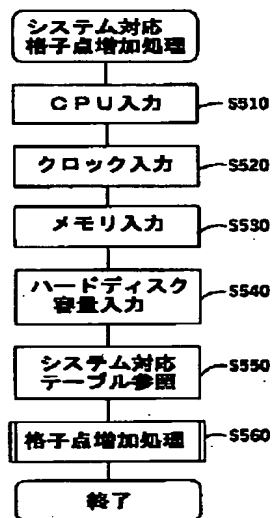 システム対応
格子点増加処理
CPU入力
S510
クロック入力
S520
メモリ入力
S530
ハードディスク
容量入力
S540
システム対応
テーブル参照
S550
格子点増加処理
S560
終了